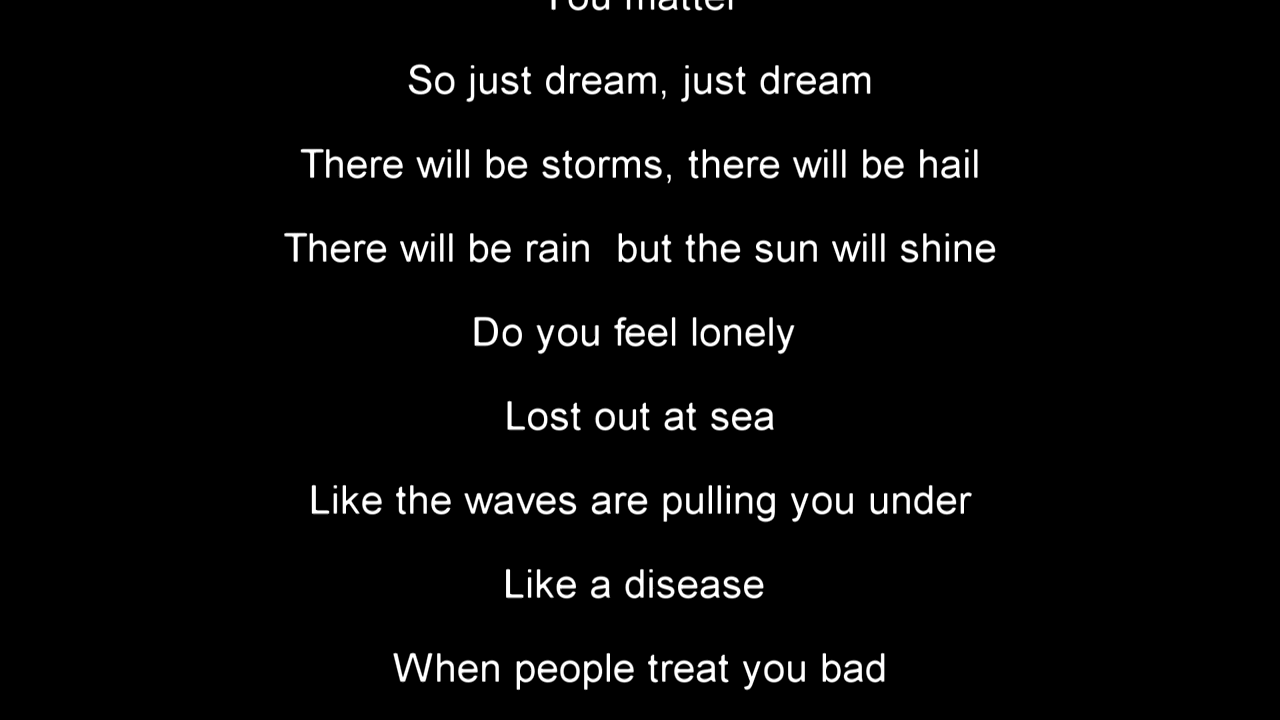 You matter
So just dream, just dream
There will be storms, there will be hail
There will be rain  but the sun will shine
Do you feel lonely
Lost out at sea
Like the waves are pulling you under
Like a disease
When people treat you bad